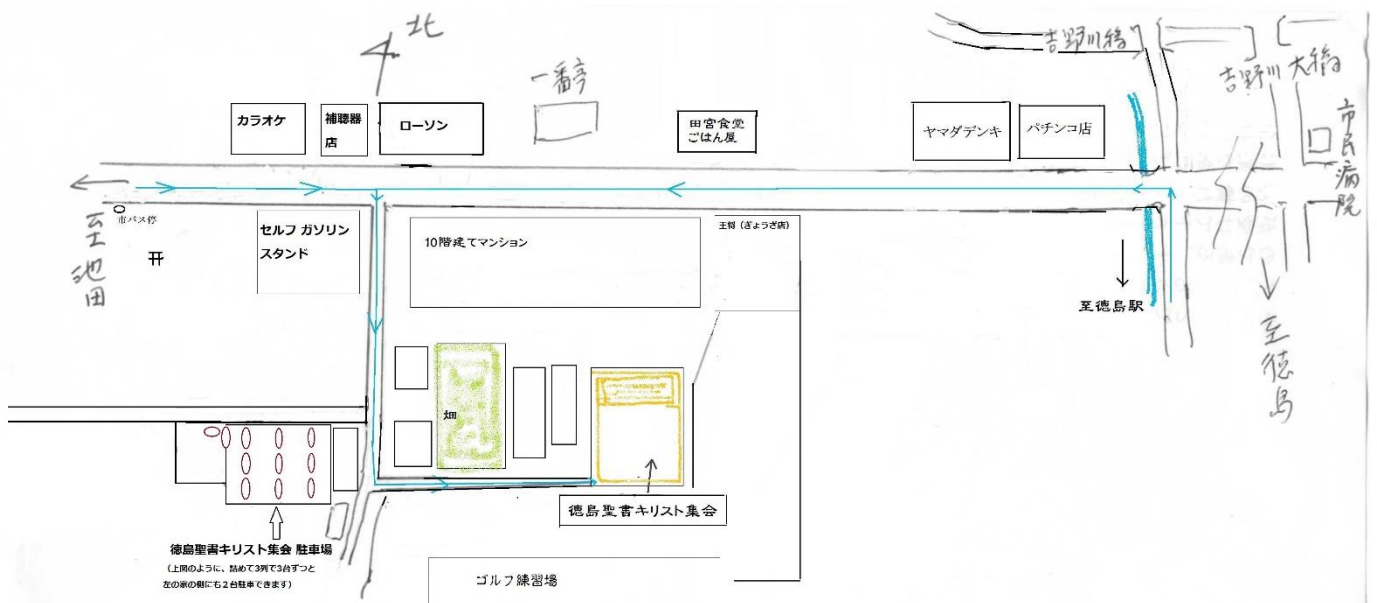 北
吉野川橋
吉野川大橋
市民病院
一番亭
カラオケ
補聴器
店
ローソン
田宮食堂
ごはん屋
ヤマダデンキ
パチンコ店
至池田
市バス停
セルフ ガソリン
スタンド
10階建てマンション
王将（ぎょうざ店）
至徳島駅
至徳島
畑
徳島聖書キリスト集会
徳島聖書キリスト集会 駐車場
（上図のように、詰めて3列で3台ずつと
左の家の側にも２台駐車できます）
ゴルフ練習場